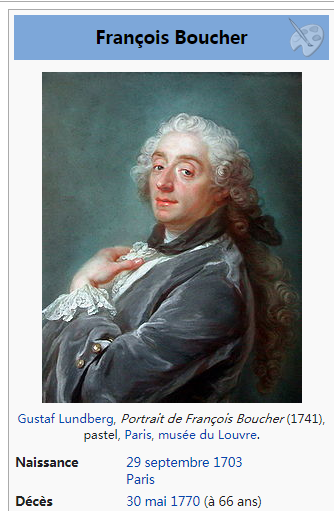 François Boucher
Gustaf Lundberg, Portrait de François Boucher (1741),
pastel, Paris, musée du Louvre.
Naissance 29 septembre 1703
Paris
Décès 30 mai 1770 (à 66 ans)